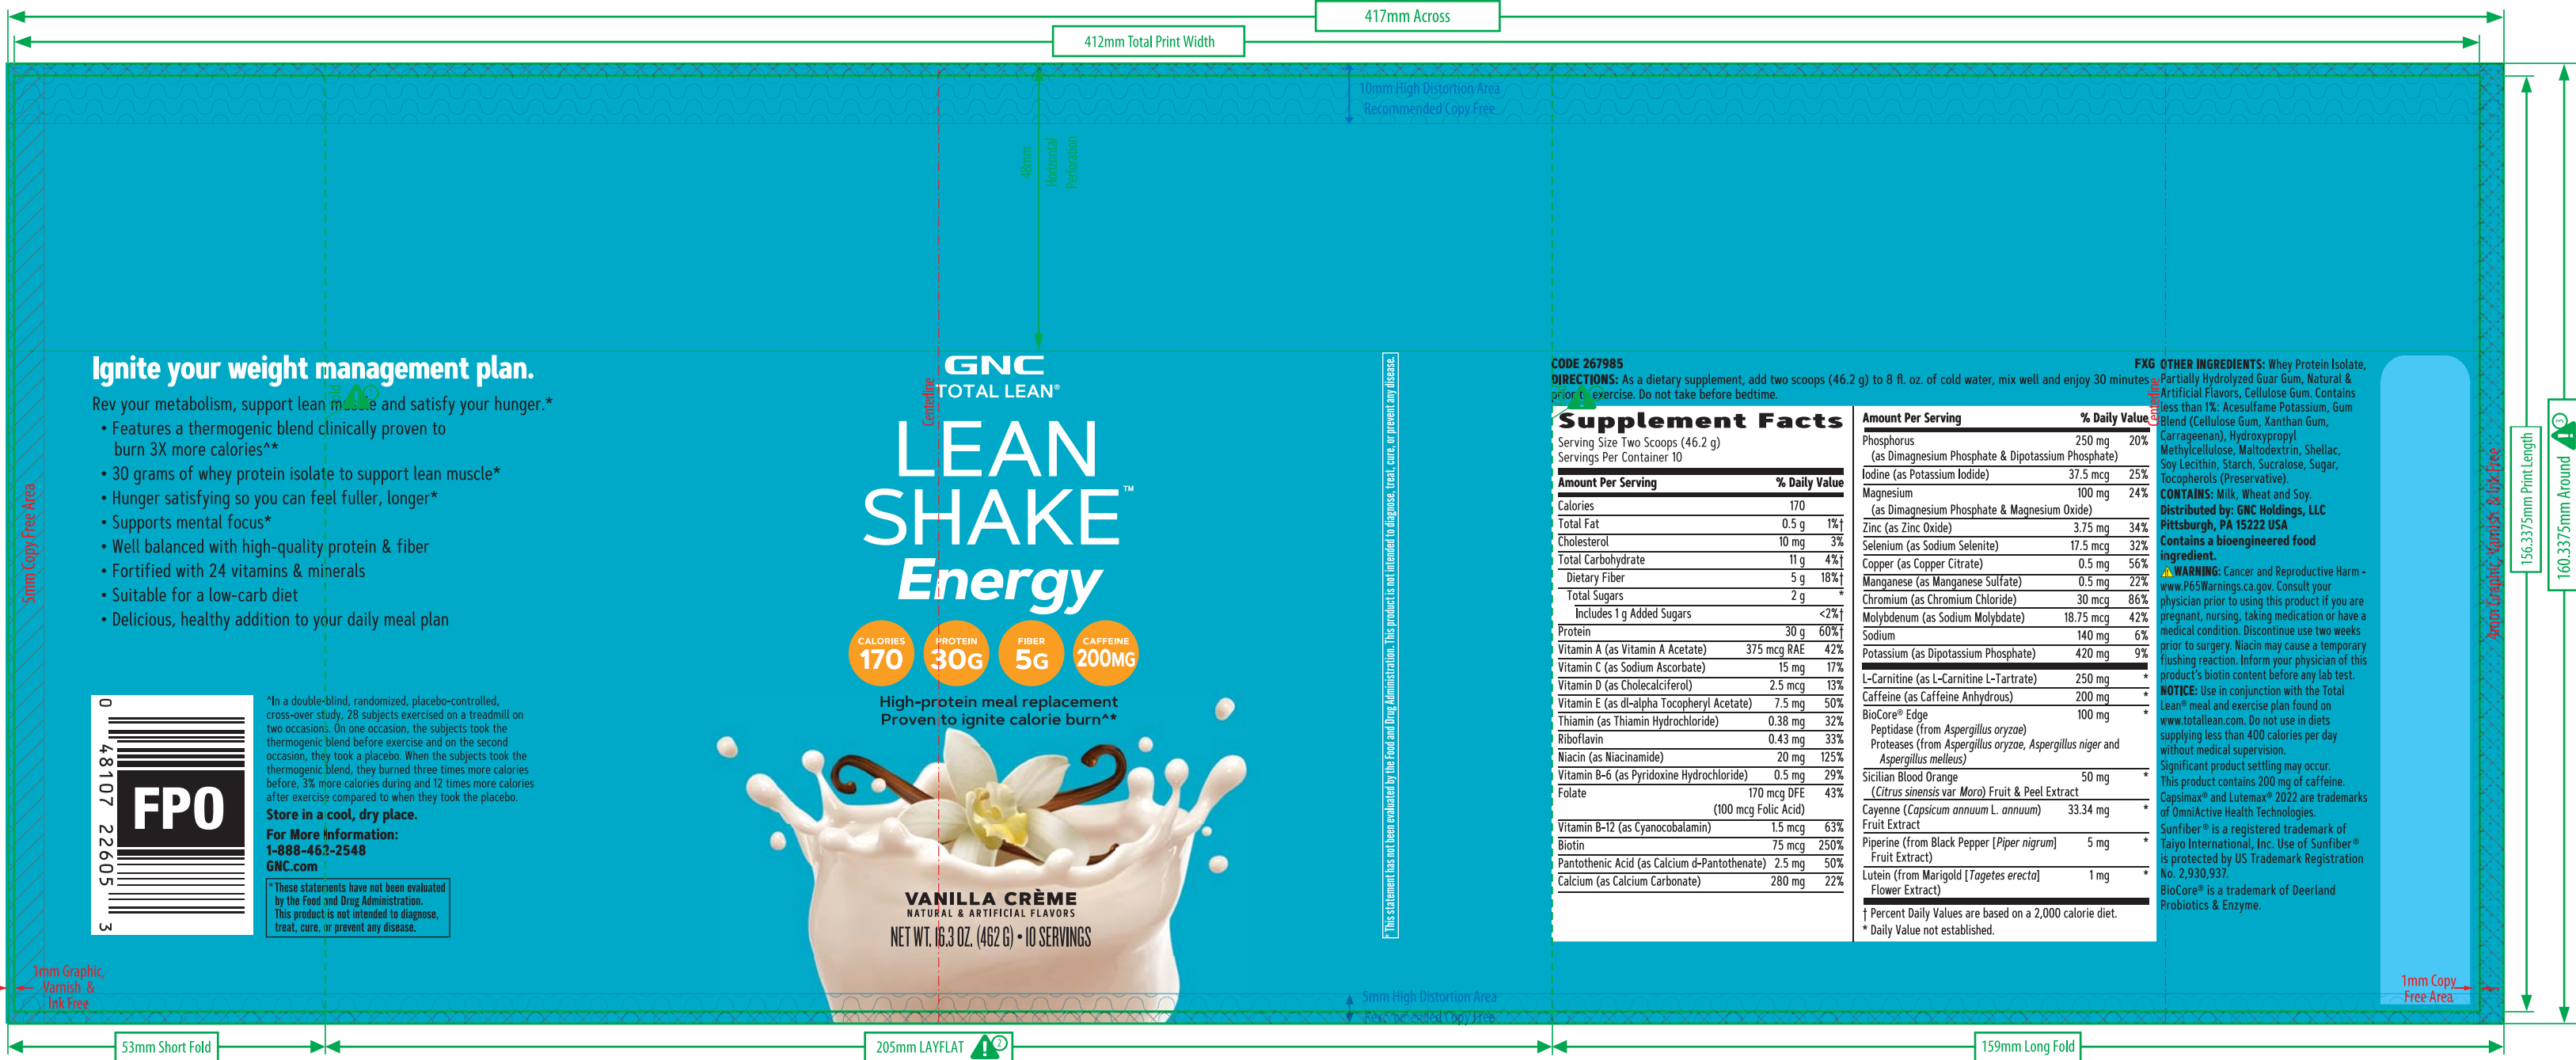 417mm Across
412mm Total Print Width
10mm High Distortion Area
Recommended Copy Free
48mm
Horizontal
Perforation
5mm Copy Free Area
Ignite your weight management plan.
Fold
1
Rev your metabolism, support lean muscle and satisfy your hunger.*
• Features a thermogenic blend clinically proven to
burn 3X more calories^*
• 30 grams of whey protein isolate to support lean muscle*
• Hunger satisfying so you can feel fuller, longer*
• Supports mental focus*
• Well balanced with high-quality protein & fiber
• Fortified with 24 vitamins & minerals
• Suitable for a low-carb diet
• Delicious, healthy addition to your daily meal plan
0
48107 22605
3
FPO
^In a double-blind, randomized, placebo-controlled,
cross-over study, 28 subjects exercised on a treadmill on
two occasions. On one occasion, the subjects took the
thermogenic blend before exercise and on the second
occasion, they took a placebo. When the subjects took the
thermogenic blend, they burned three times more calories
before, 3% more calories during and 12 times more calories
after exercise compared to when they took the placebo.
Store in a cool, dry place.
For More Information:
1-888-462-2548
GNC.com
*These statements have not been evaluated
by the Food and Drug Administration.
This product is not intended to diagnose,
treat, cure, or prevent any disease.
1mm Graphic,
Varnish &
Ink Free
Centerline
GNC
TOTAL LEAN®
LEAN
SHAKE™
Energy
CALORIES
170
PROTEIN
30G
FIBER
5G
CAFFEINE
200MG
High-protein meal replacement
Proven to ignite calorie burn^*
VANILLA CRÈME
NATURAL & ARTIFICIAL FLAVORS
NET WT. 16.3 OZ. (462 G) • 10 SERVINGS
* This statement has not been evaluated by the Food and Drug Administration. This product is not intended to diagnose, treat, cure, or prevent any disease.
5mm High Distortion Area
Recommended Copy Free
CODE 267985
FXG
DIRECTIONS: As a dietary supplement, add two scoops (46.2 g) to 8 fl. oz. of cold water, mix well and enjoy 30 minutes
prior to exercise. Do not take before bedtime.
Supplement Facts
Serving Size Two Scoops (46.2 g)
Servings Per Container 10
Amount Per Serving % Daily Value
Calories 170
Total Fat 0.5 g 1%†
Cholesterol 10 mg 3%
Total Carbohydrate 11 g 4%†
Dietary Fiber 5 g 18%†
Total Sugars 2 g *
Includes 1 g Added Sugars <2%†
Protein 30 g 60%†
Vitamin A (as Vitamin A Acetate) 375 mcg RAE 42%
Vitamin C (as Sodium Ascorbate) 15 mg 17%
Vitamin D (as Cholecalciferol) 2.5 mcg 13%
Vitamin E (as dl-alpha Tocopheryl Acetate) 7.5 mg 50%
Thiamin (as Thiamin Hydrochloride) 0.38 mg 32%
Riboflavin 0.43 mg 33%
Niacin (as Niacinamide) 20 mg 125%
Vitamin B-6 (as Pyridoxine Hydrochloride) 0.5 mg 29%
Folate 170 mcg DFE 43%
(100 mcg Folic Acid)
Vitamin B-12 (as Cyanocobalamin) 1.5 mcg 63%
Biotin 75 mcg 250%
Pantothenic Acid (as Calcium d-Pantothenate) 2.5 mg 50%
Calcium (as Calcium Carbonate) 280 mg 22%
Amount Per Serving % Daily Value
Phosphorus 250 mg 20%
(as Dimagnesium Phosphate & Dipotassium Phosphate)
Iodine (as Potassium Iodide) 37.5 mcg 25%
Magnesium 100 mg 24%
(as Dimagnesium Phosphate & Magnesium Oxide)
Zinc (as Zinc Oxide) 3.75 mg 34%
Selenium (as Sodium Selenite) 17.5 mcg 32%
Copper (as Copper Citrate) 0.5 mg 56%
Manganese (as Manganese Sulfate) 0.5 mg 22%
Chromium (as Chromium Chloride) 30 mcg 86%
Molybdenum (as Sodium Molybdate) 18.75 mcg 42%
Sodium 140 mg 6%
Potassium (as Dipotassium Phosphate) 420 mg 9%
L-Carnitine (as L-Carnitine L-Tartrate) 250 mg *
Caffeine (as Caffeine Anhydrous) 200 mg *
BioCore® Edge 100 mg *
Peptidase (from Aspergillus oryzae)
Proteases (from Aspergillus oryzae, Aspergillus niger and
Aspergillus melleus)
Sicilian Blood Orange 50 mg *
(Citrus sinensis var Moro) Fruit & Peel Extract
Cayenne (Capsicum annuum L. annuum) 33.34 mg *
Fruit Extract
Piperine (from Black Pepper [Piper nigrum] 5 mg *
Fruit Extract)
Lutein (from Marigold [Tagetes erecta] 1 mg *
Flower Extract)
† Percent Daily Values are based on a 2,000 calorie diet.
* Daily Value not established.
Centerline
OTHER INGREDIENTS: Whey Protein Isolate,
Partially Hydrolyzed Guar Gum, Natural &
Artificial Flavors, Cellulose Gum. Contains
less than 1%: Acesulfame Potassium, Gum
Blend (Cellulose Gum, Xanthan Gum,
Carrageenan), Hydroxypropyl
Methylcellulose, Maltodextrin, Shellac,
Soy Lecithin, Starch, Sucralose, Sugar,
Tocopherols (Preservative).
CONTAINS: Milk, Wheat and Soy.
Distributed by: GNC Holdings, LLC
Pittsburgh, PA 15222 USA
Contains a bioengineered food
ingredient.
WARNING: Cancer and Reproductive Harm -
www.P65Warnings.ca.gov. Consult your
physician prior to using this product if you are
pregnant, nursing, taking medication or have a
medical condition. Discontinue use two weeks
prior to surgery. Niacin may cause a temporary
flushing reaction. Inform your physician of this
product's biotin content before any lab test.
NOTICE: Use in conjunction with the Total
Lean® meal and exercise plan found on
www.totallean.com. Do not use in diets
supplying less than 400 calories per day
without medical supervision.
Significant product settling may occur.
This product contains 200 mg of caffeine.
Capsimax® and Lutemax® 2022 are trademarks
of OmniActive Health Technologies.
Sunfiber® is a registered trademark of
Taiyo International, Inc. Use of Sunfiber®
is protected by US Trademark Registration
No. 2,930,937.
BioCore® is a trademark of Deerland
Probiotics & Enzyme.
4mm Graphic, Varnish & Ink Free
1mm Copy
Free Area
156.3375mm Print Length
160.3375mm Around
3
53mm Short Fold
205mm LAYFLAT
2
159mm Long Fold